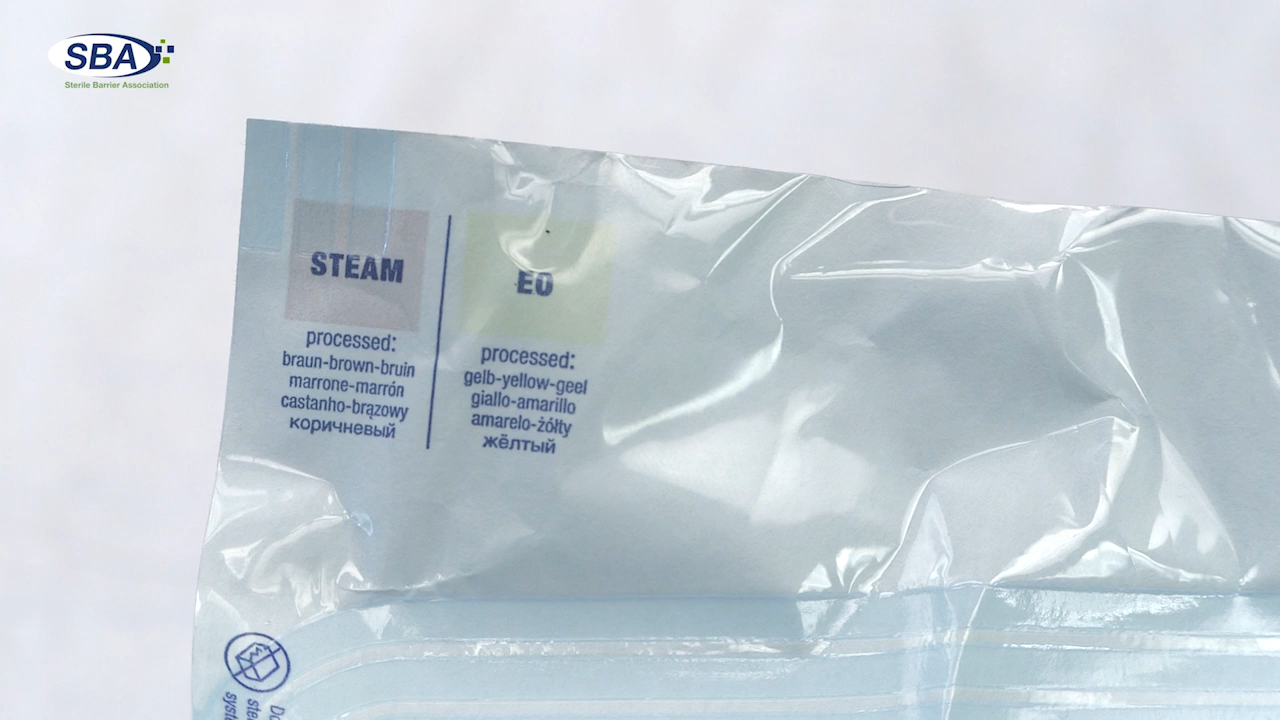 SBA
Sterile Barrier Association
STEAM
processed:
braun-brown-bruin
marrone-marrón
castanho-brązowy
коричневый
EO
processed:
gelb-yellow-geel
giallo-amarillo
amarelo-żółty
жёлтый